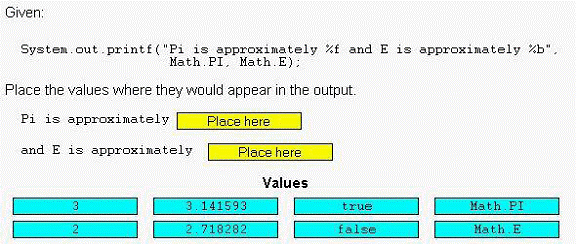 Given:
System.out.printf("Pi is approximately %f and E is approximately %b",
Math.PI, Math.E);
Place the values where they would appear in the output.
Pi is approximately Place here
and E is approximately Place here
Values
3 3.141593 true Math PI
2 2.718282 false Math E